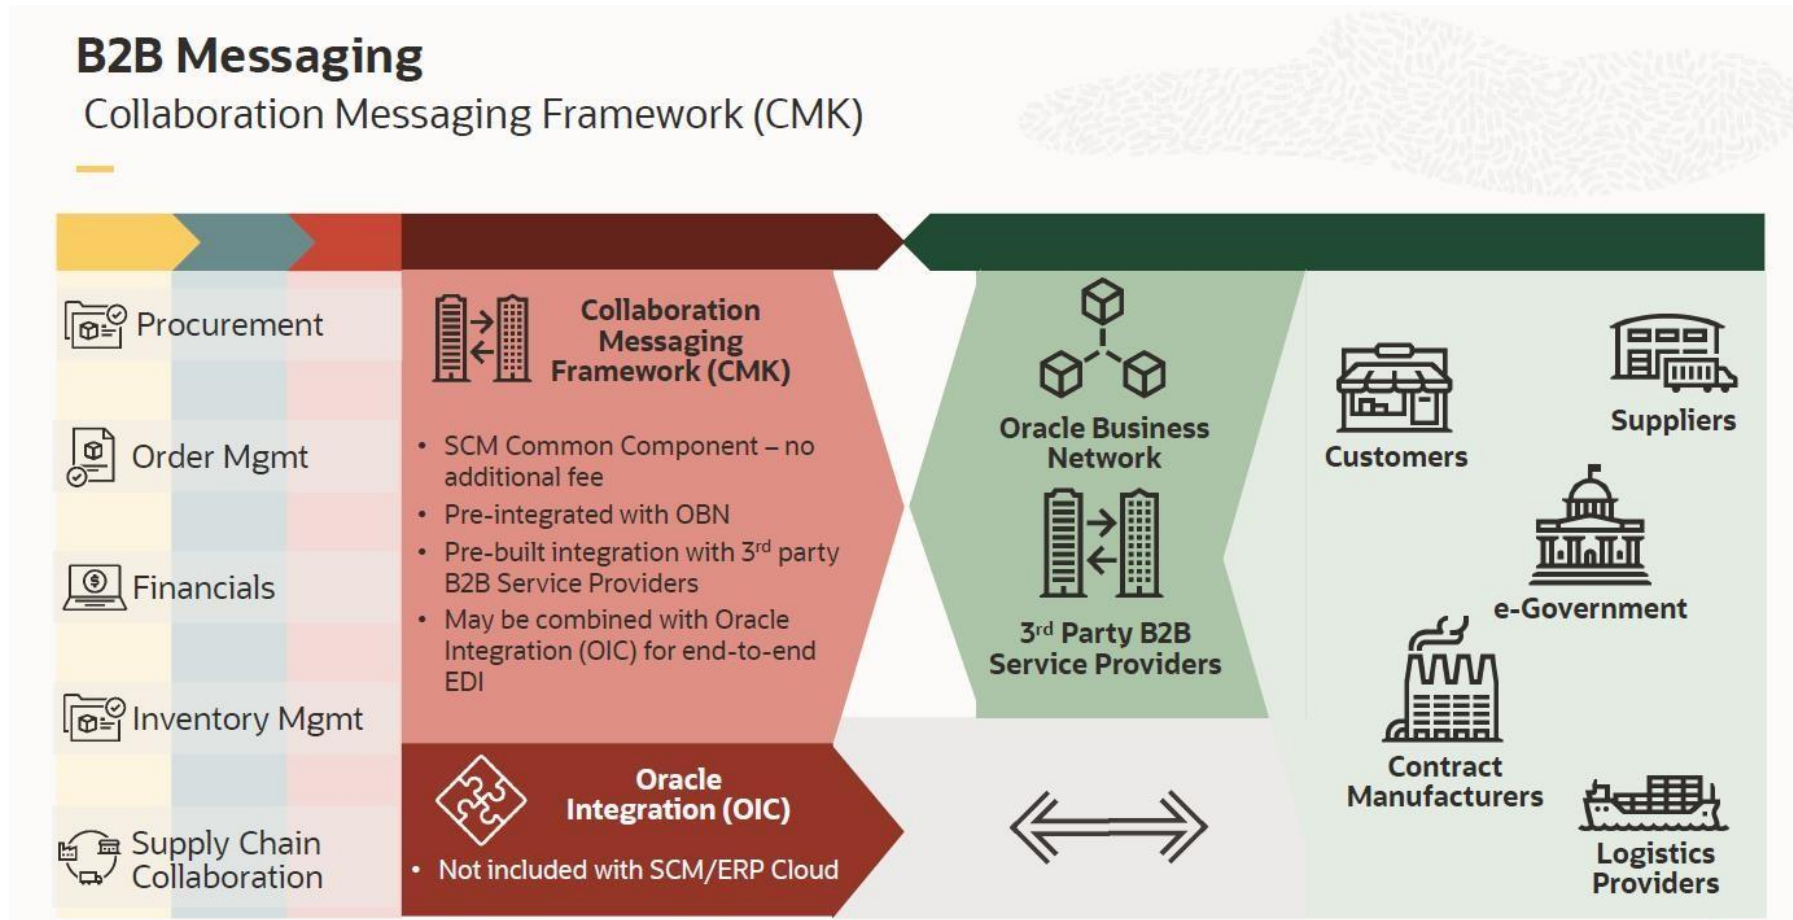 B2B Messaging
Collaboration Messaging Framework (CMK)
Procurement
Order Mgmt
Financials
Inventory Mgmt
Supply Chain
Collaboration
Collaboration
Messaging
Framework (CMK)
• SCM Common Component – no
additional fee
• Pre-integrated with OBN
• Pre-built integration with 3rd party
B2B Service Providers
• May be combined with Oracle
Integration (OIC) for end-to-end
EDI
Oracle
Integration (OIC)
• Not included with SCM/ERP Cloud
Oracle Business
Network
3rd Party B2B
Service Providers
Customers
Suppliers
e-Government
Contract
Manufacturers
Logistics
Providers